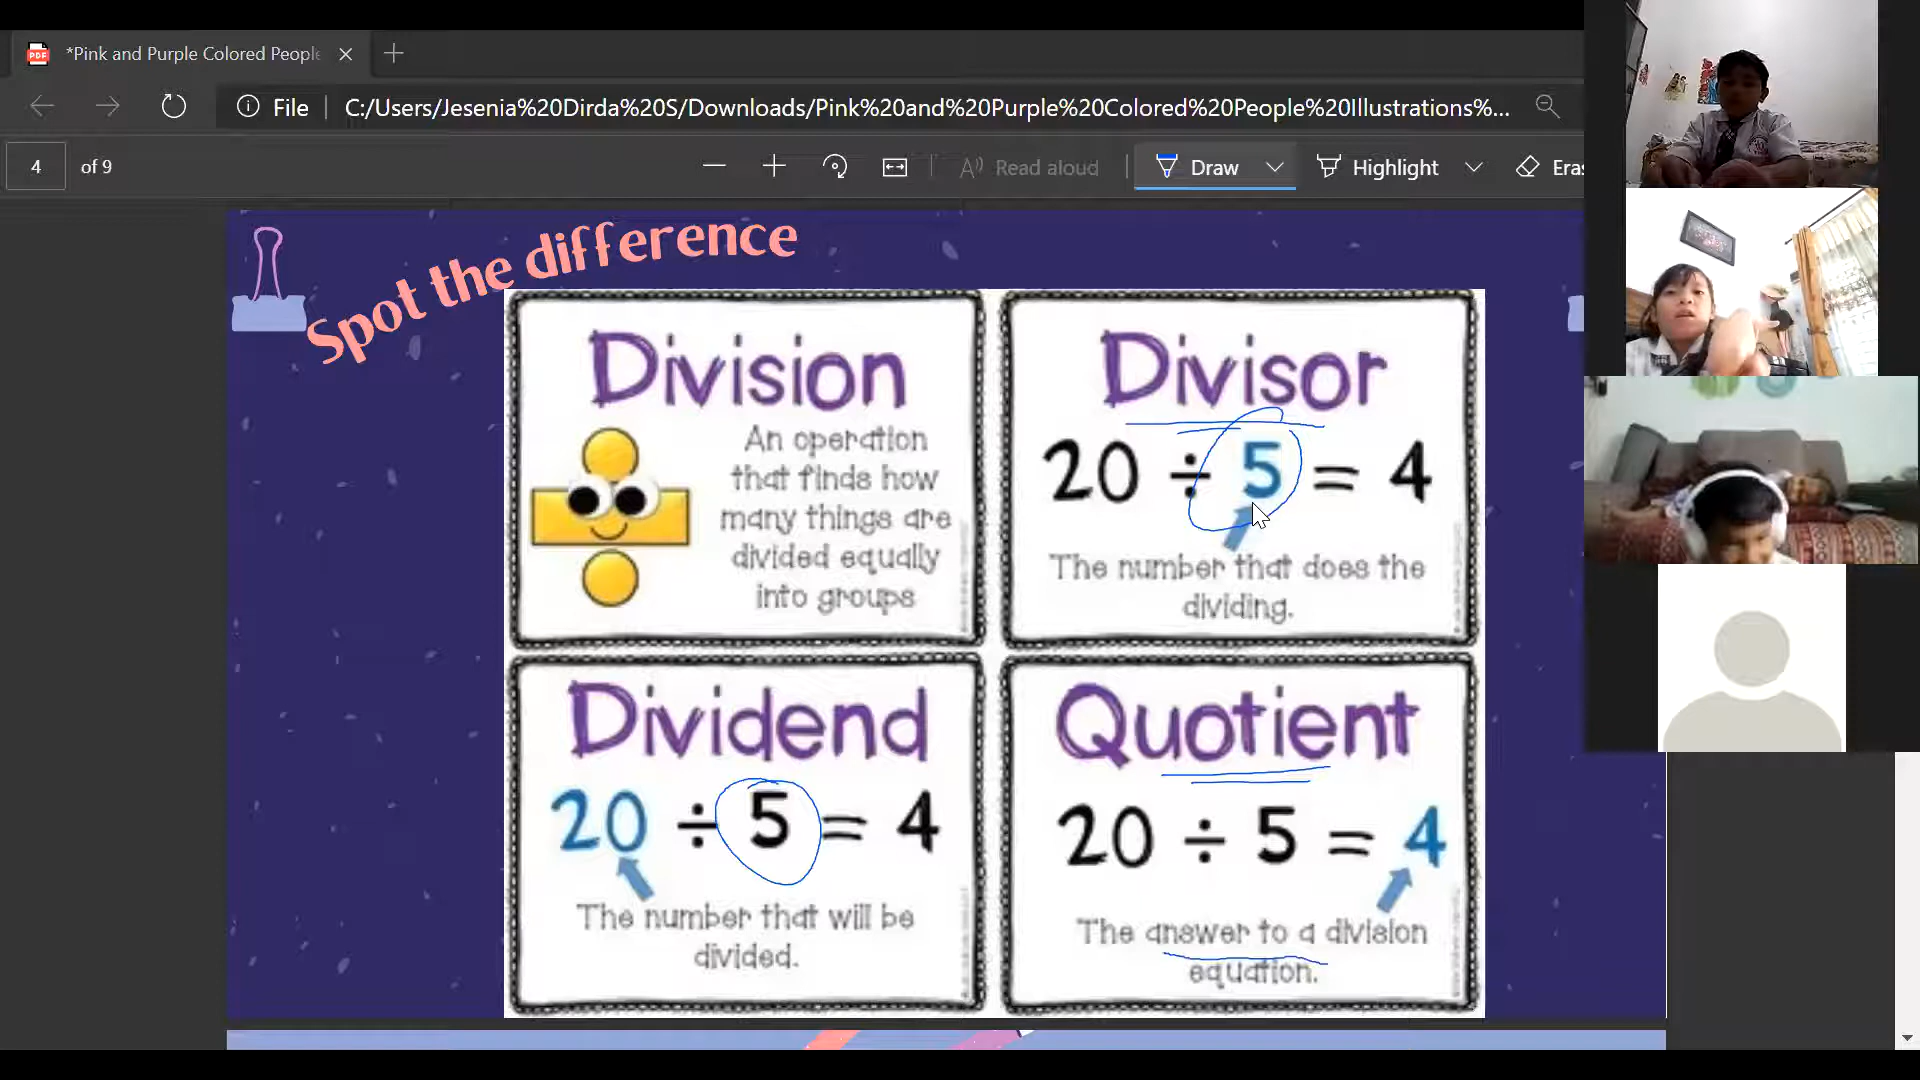 *Pink and Purple Colored People
File
C:/Users/Jesenia%20Dirda%20S/Downloads/Pink%20and%20Purple%20Colored%20People%20Illustrations%...
4 of 9
Read aloud
Draw
Highlight
Eras
Spot the difference
Division
An operation
that finds how
many things are
divided equally
into groups
Divisor
20 ÷ 5 = 4
The number that does the
dividing.
Dividend
20 ÷ 5 = 4
The number that will be
divided.
Quotient
20 ÷ 5 = 4
The answer to a division
equation.